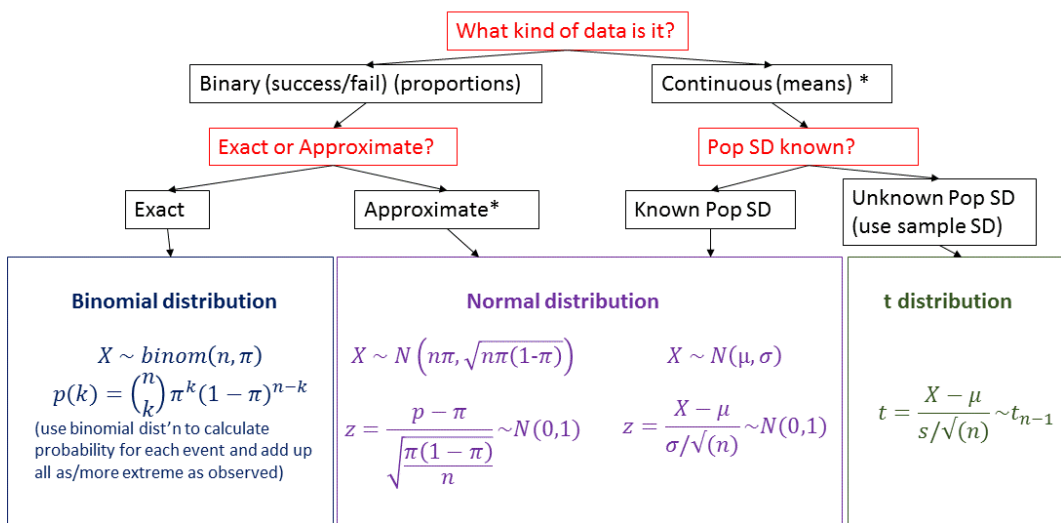 What kind of data is it?
Binary (success/fail) (proportions)
Continuous (means) *
Exact or Approximate?
Pop SD known?
Exact
Approximate*
Known Pop SD
Unknown Pop SD
(use sample SD)
Binomial distribution
X ~ binom(n, π)
p(k) = (n k) π^k (1 − π)^{n−k}
(use binomial dist'n to calculate
probability for each event and add up
all as/more extreme as observed)
Normal distribution
X ~ N(nπ, √nπ(1-π))
z = (p − π) / √(π(1 − π)/n) ~N(0,1)
X ~ N(μ, σ)
z = (X − μ) / (σ/√(n)) ~N(0,1)
t distribution
t = (X − μ) / (s/√(n)) ~t_{n−1}